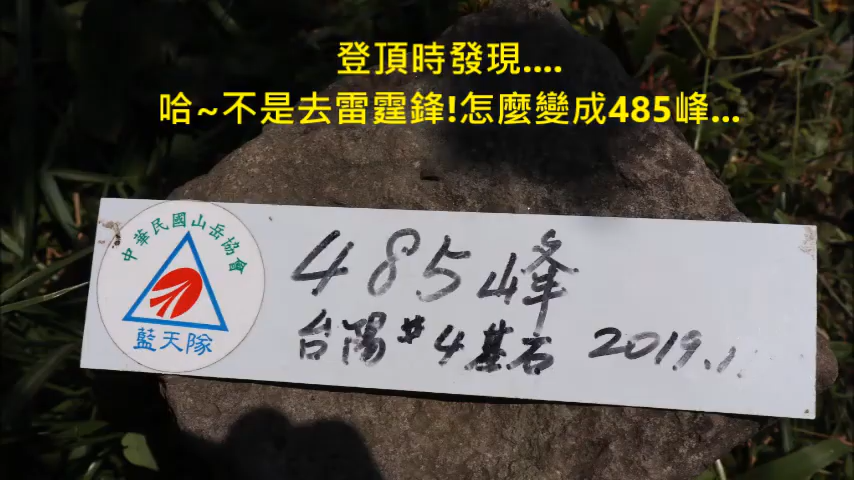 登頂時發現....
哈~不是去雷霆鋒!怎麼變成485峰...
中華民國山岳協會
藍天隊
485峰
台陽#4基石 2019.1.